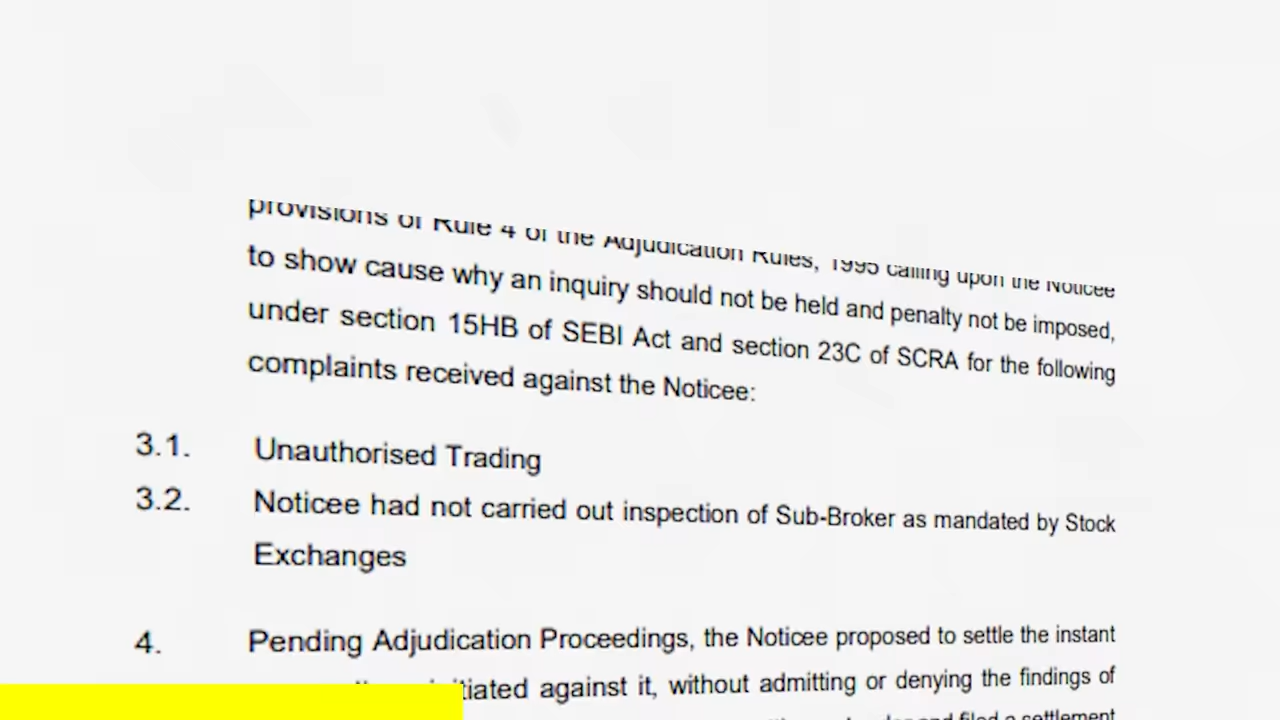 provisions of Rule 4 of the Adjudication Rules, 1995 calling upon the Noticee
to show cause why an inquiry should not be held and penalty not be imposed,
under section 15HB of SEBI Act and section 23C of SCRA for the following
complaints received against the Noticee:
3.1. Unauthorised Trading
3.2. Noticee had not carried out inspection of Sub-Broker as mandated by Stock
Exchanges
4. Pending Adjudication Proceedings, the Noticee proposed to settle the instant
against it, without admitting or denying the findings of
and filed a settlement